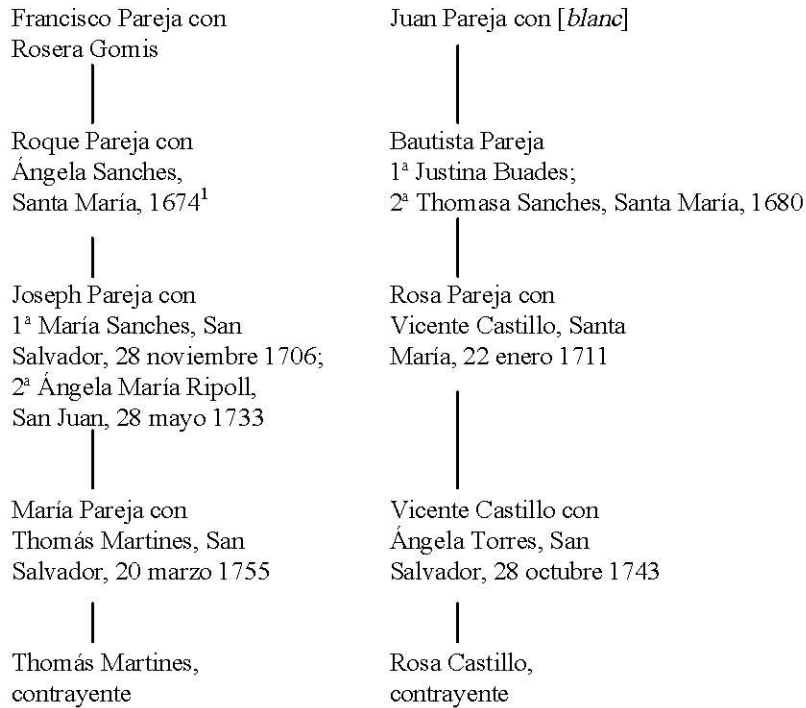 Francisco Pareja con
Rosera Gomis
Roque Pareja con
Ángela Sanches,
Santa María, 1674¹
Joseph Pareja con
1ª María Sanches, San
Salvador, 28 noviembre 1706;
2ª Ángela María Ripoll,
San Juan, 28 mayo 1733
María Pareja con
Thomás Martines, San
Salvador, 20 marzo 1755
Thomás Martines,
contrayente
Juan Pareja con [blanc]
Bautista Pareja
1ª Justina Buades;
2ª Thomasa Sanches, Santa María, 1680
Rosa Pareja con
Vicente Castillo, Santa
María, 22 enero 1711
Vicente Castillo con
Ángela Torres, San
Salvador, 28 octubre 1743
Rosa Castillo,
contrayente